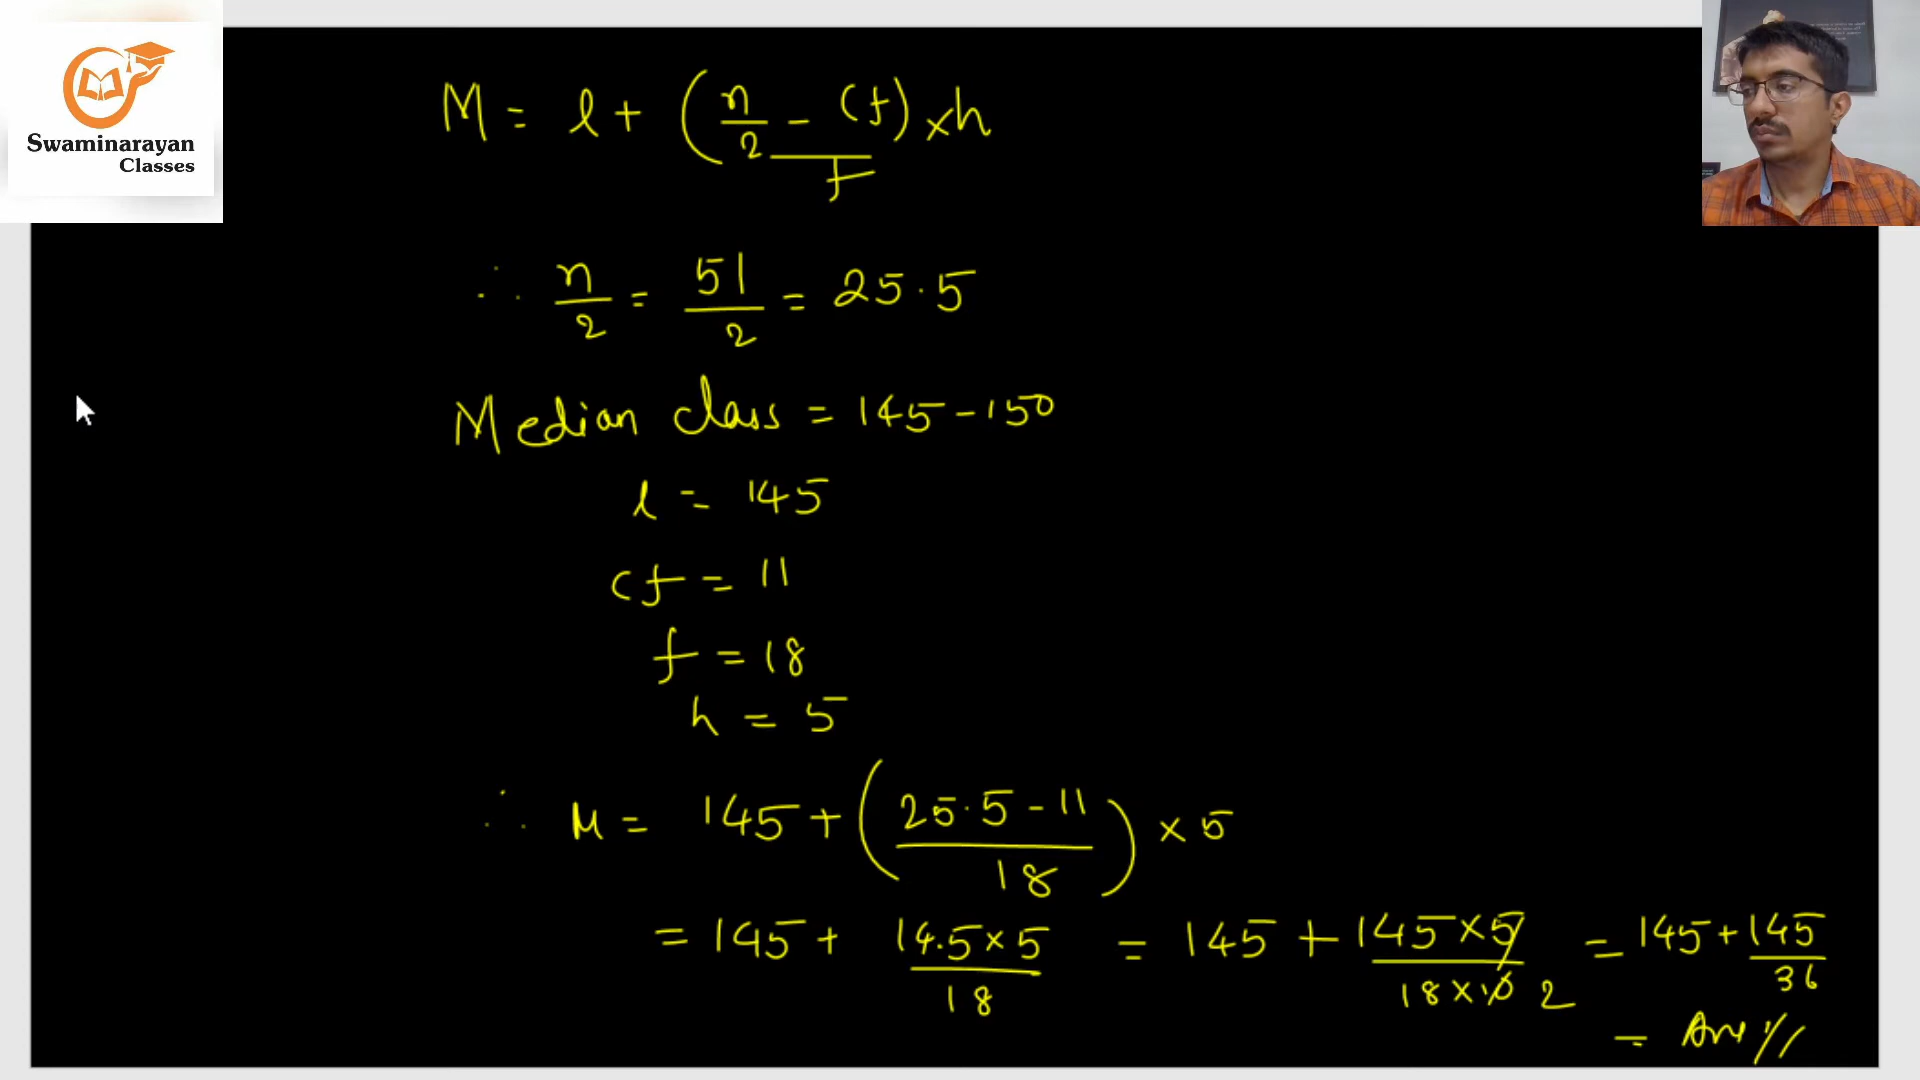 Swaminarayan
Classes
M = l + (n/2 - Cf)/f × h
∴ n/2 = 51/2 = 25.5
Median class = 145 - 150
l = 145
cf = 11
f = 18
h = 5
∴ M = 145 + (25.5 - 11 / 18) × 5
= 145 + 14.5 × 5 / 18 = 145 + 145 × 5 / 18 × 10 2 = 145 + 145 / 36
= Ans //